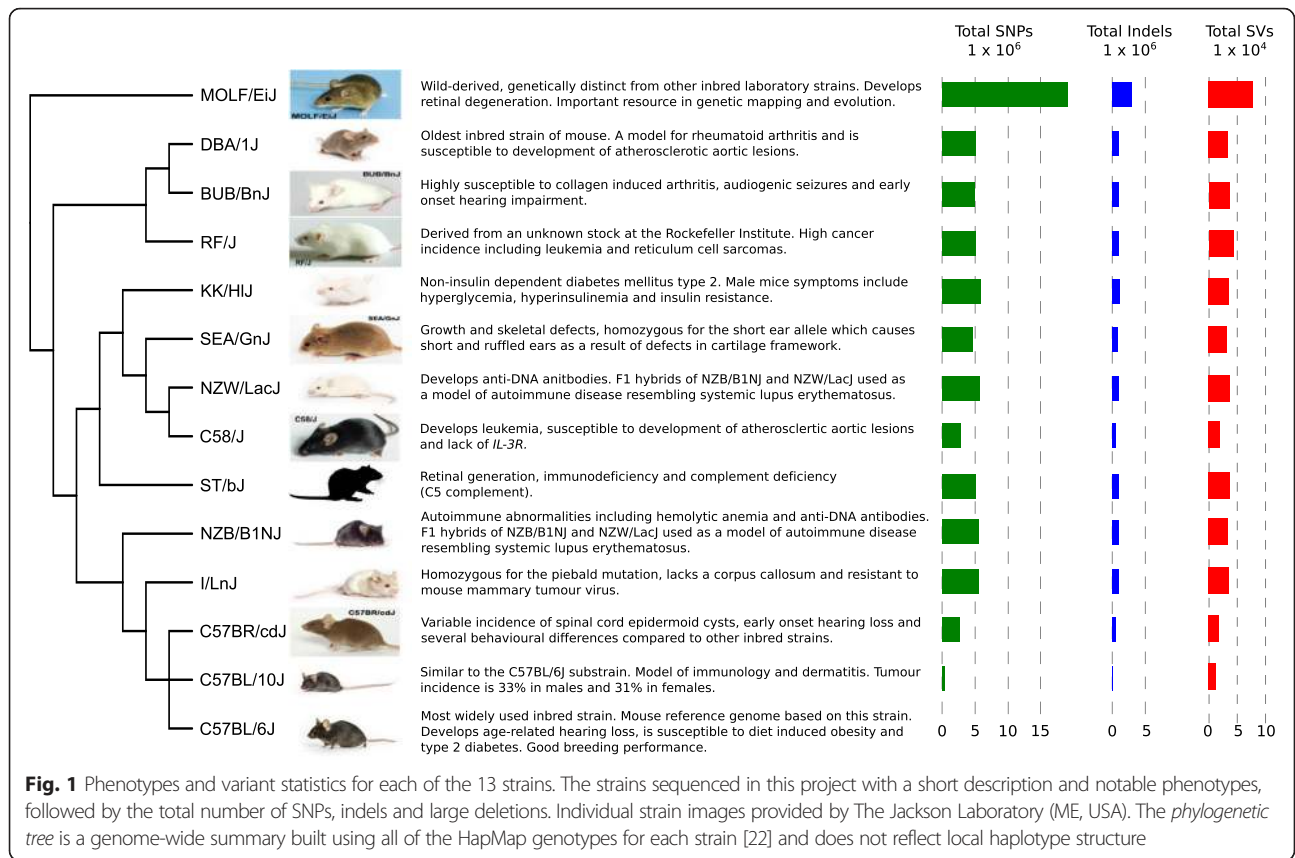 Total SNPs
1 x 10⁶
Total Indels
1 x 10⁶
Total SVs
1 x 10⁴
MOLF/EiJ
MOLF/EiJ
Wild-derived, genetically distinct from other inbred laboratory strains. Develops
retinal degeneration. Important resource in genetic mapping and evolution.
DBA/1J
Oldest inbred strain of mouse. A model for rheumatoid arthritis and is
susceptible to development of atherosclerotic aortic lesions.
BUB/BnJ
BUB/BnJ
Highly susceptible to collagen induced arthritis, audiogenic seizures and early
onset hearing impairment.
RF/J
RF/J
Derived from an unknown stock at the Rockefeller Institute. High cancer
incidence including leukemia and reticulum cell sarcomas.
KK/HIJ
Non-insulin dependent diabetes mellitus type 2. Male mice symptoms include
hyperglycemia, hyperinsulinemia and insulin resistance.
SEA/GnJ
SEA/GnJ
Growth and skeletal defects, homozygous for the short ear allele which causes
short and ruffled ears as a result of defects in cartilage framework.
NZW/LacJ
Develops anti-DNA anitbodies. F1 hybrids of NZB/B1NJ and NZW/LacJ used as
a model of autoimmune disease resembling systemic lupus erythematosus.
C58/J
C58/J
Develops leukemia, susceptible to development of atherosclertic aortic lesions
and lack of IL-3R.
ST/bJ
Retinal generation, immunodeficiency and complement deficiency
(C5 complement).
NZB/B1NJ
Autoimmune abnormalities including hemolytic anemia and anti-DNA antibodies.
F1 hybrids of NZB/B1NJ and NZW/LacJ used as a model of autoimmune disease
resembling systemic lupus erythematosus.
I/LnJ
Homozygous for the piebald mutation, lacks a corpus callosum and resistant to
mouse mammary tumour virus.
C57BR/cdJ
C57BR/cdJ
Variable incidence of spinal cord epidermoid cysts, early onset hearing loss and
several behavioural differences compared to other inbred strains.
C57BL/10J
Similar to the C57BL/6J substrain. Model of immunology and dermatitis. Tumour
incidence is 33% in males and 31% in females.
C57BL/6J
Most widely used inbred strain. Mouse reference genome based on this strain.
Develops age-related hearing loss, is susceptible to diet induced obesity and
type 2 diabetes. Good breeding performance.
0 5 10 15
0 5
0 5 10
Fig. 1 Phenotypes and variant statistics for each of the 13 strains. The strains sequenced in this project with a short description and notable phenotypes,
followed by the total number of SNPs, indels and large deletions. Individual strain images provided by The Jackson Laboratory (ME, USA). The phylogenetic
tree is a genome-wide summary built using all of the HapMap genotypes for each strain [22] and does not reflect local haplotype structure